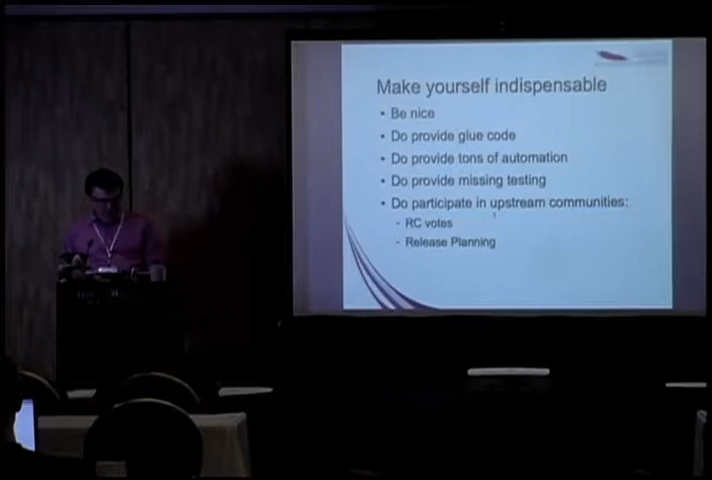 Make yourself indispensable
• Be nice
• Do provide glue code
• Do provide tons of automation
• Do provide missing testing
• Do participate in upstream communities:
- RC votes
- Release Planning